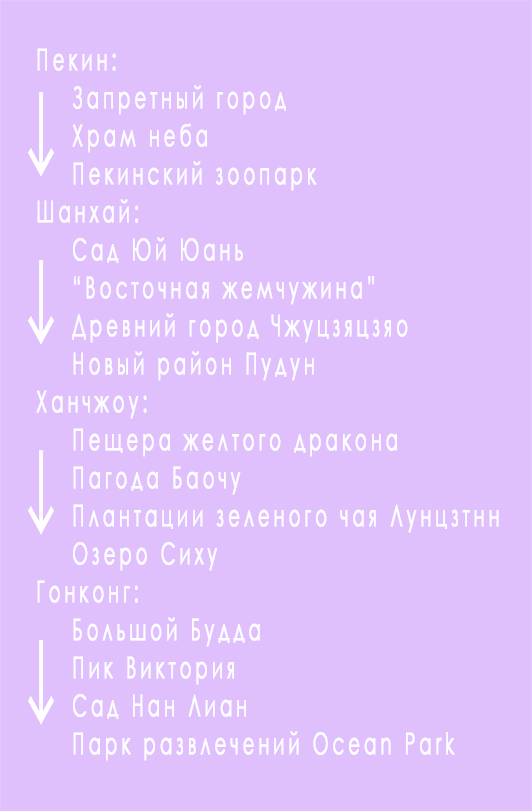 Пекин:
Запретный город
Храм неба
Пекинский зоопарк
Шанхай:
Сад Юй Юань
"Восточная жемчужина"
Древний город Чжуцзяцзяо
Новый район Пудун
Ханчжоу:
Пещера желтого дракона
Пагода Баочу
Плантации зеленого чая Лунцзтнн
Озеро Сиху
Гонконг:
Большой Будда
Пик Виктория
Сад Нан Лиан
Парк развлечений Ocean Park